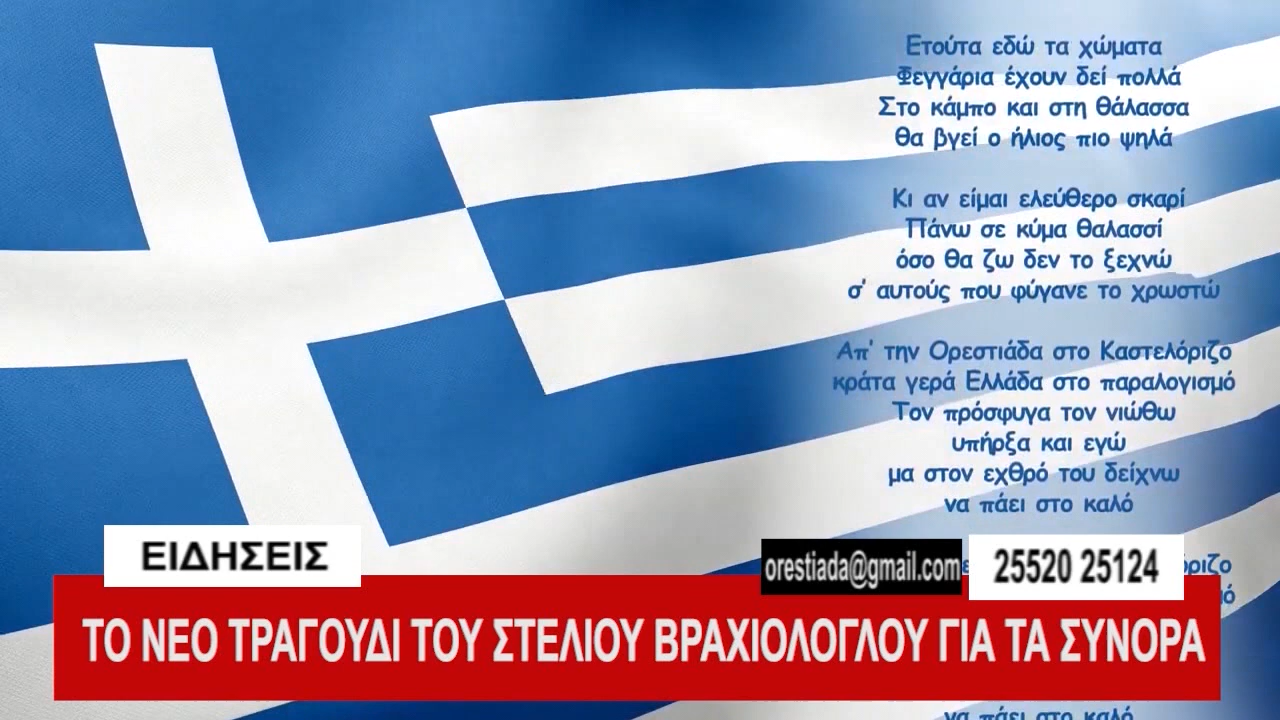 Ετούτα εδώ τα χώματα
Φεγγάρια έχουν δεί πολλά
Στο κάμπο και στη θάλασσα
θα βγεί ο ήλιος πιο ψηλά
Κι αν είμαι ελεύθερο σκαρί
Πάνω σε κύμα θαλασσί
όσο θα ζω δεν το ξεχνώ
σ' αυτούς που φύγανε το χρωστώ
Απ' την Ορεστιάδα στο Καστελόριζο
κράτα γερά Ελλάδα στο παραλογισμό
Τον πρόσφυγα τον νιώθω
υπήρξα και εγώ
μα στον εχθρό του δείχνω
να πάει στο καλό
ΕΙΔΗΣΕΙΣ
orestiada@gmail.com
25520 25124
ΤΟ ΝΕΟ ΤΡΑΓΟΥΔΙ ΤΟΥ ΣΤΕΛΙΟΥ ΒΡΑΧΙΟΛΟΓΛΟΥ ΓΙΑ ΤΑ ΣΥΝΟΡΑ
να πάει στο καλό